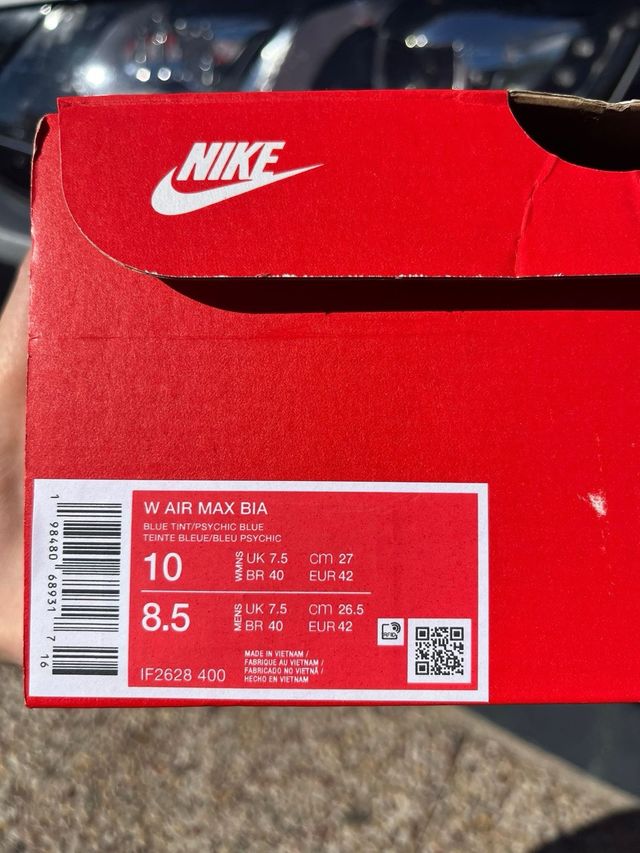 NIKE
W AIR MAX BIA
BLUE TINT/PSYCHIC BLUE
TEINTE BLEUE/BLEU PSYCHIC
10 WMNS UK 7.5 CM 27
BR 40 EUR 42
8.5 MENS UK 7.5 CM 26.5
BR 40 EUR 42
RFID
IF2628 400
MADE IN VIETNAM /
FABRIQUE AU VIETNAM /
FABRICADO NO VIETNÃ /
HECHO EN VIETNAM
1 98480 68931 7 16